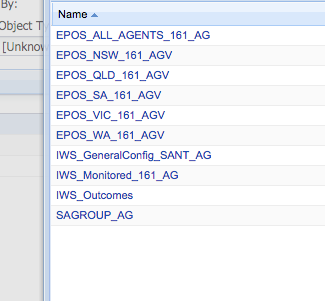 By:
Name
Object T
[Unknow
EPOS_ALL_AGENTS_161_AG
EPOS_NSW_161_AGV
EPOS_QLD_161_AGV
EPOS_SA_161_AGV
EPOS_VIC_161_AGV
EPOS_WA_161_AGV
IWS_GeneralConfig_SANT_AG
IWS_Monitored_161_AG
IWS_Outcomes
SAGROUP_AG